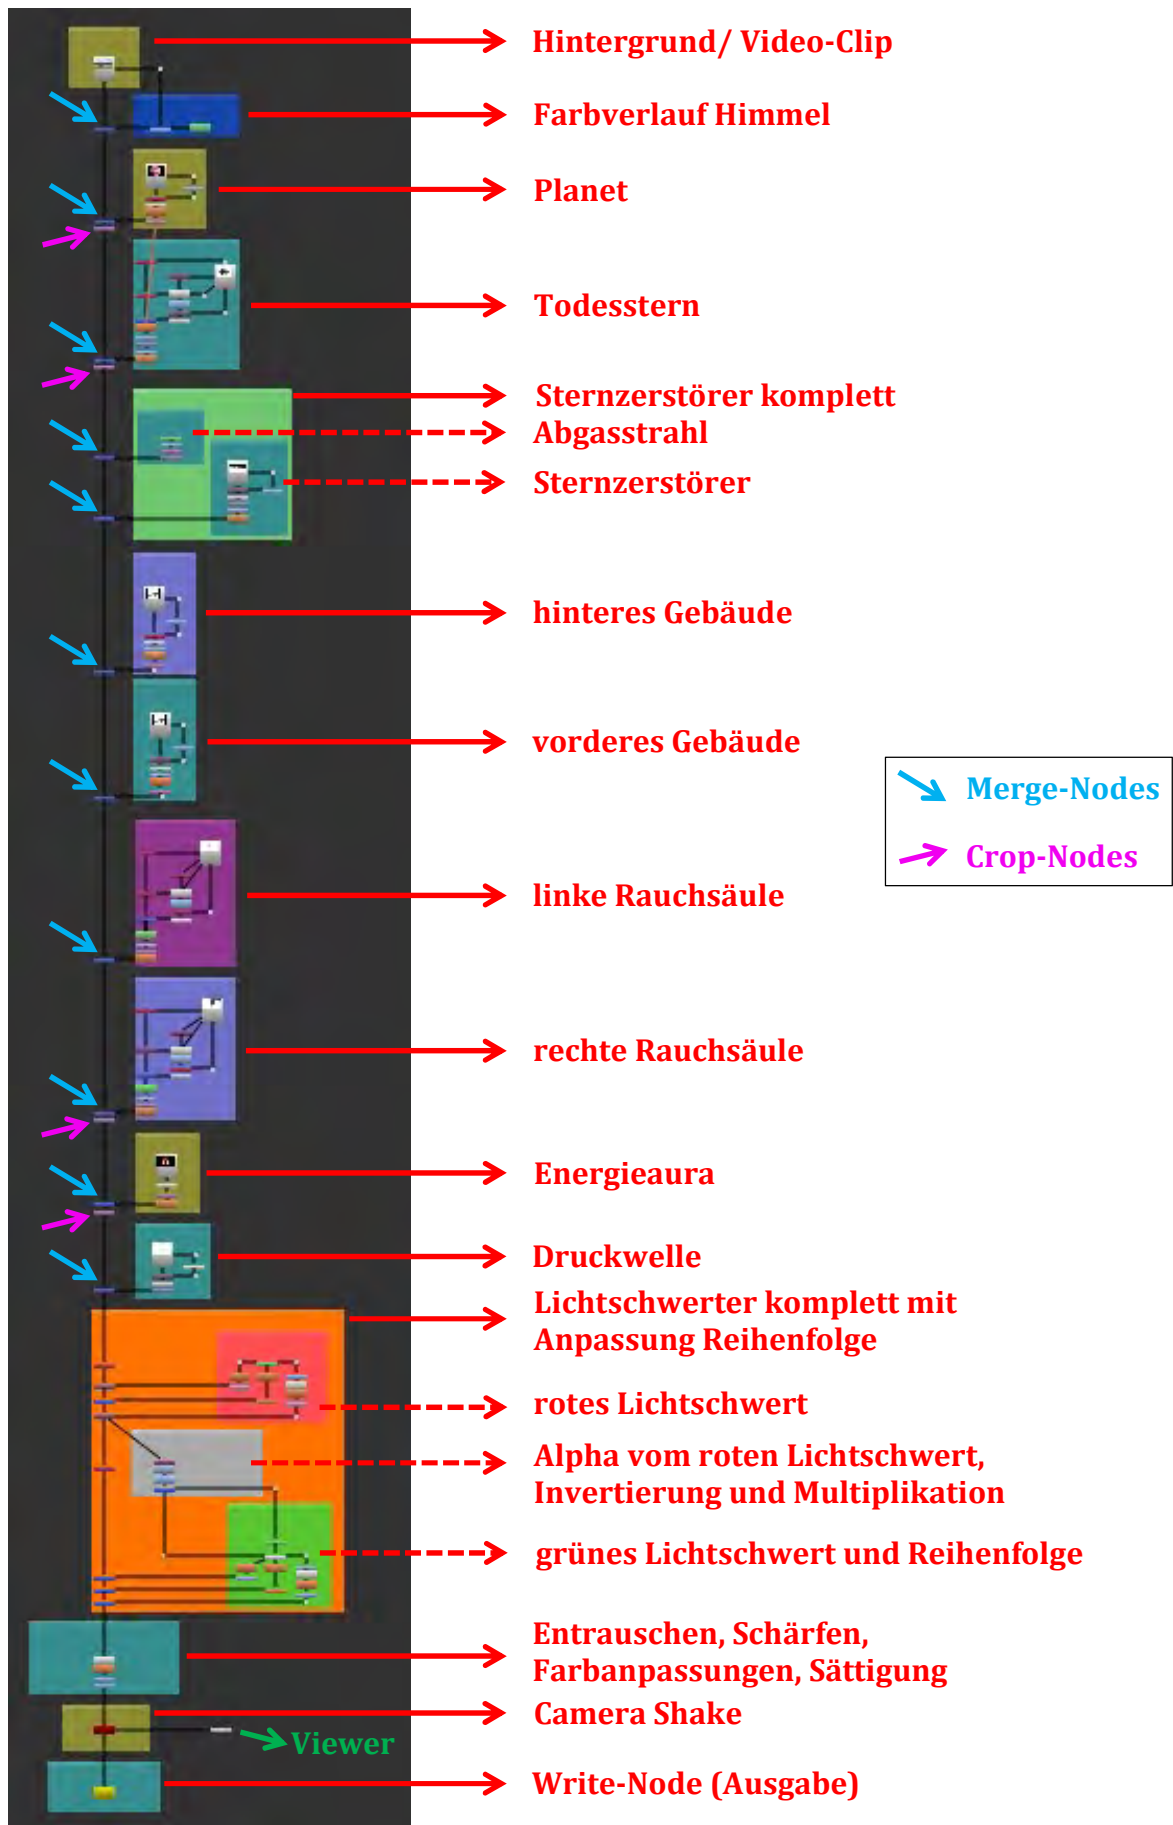 Hintergrund/ Video-Clip
Farbverlauf Himmel
Planet
Todesstern
Sternzerstörer komplett
Abgasstrahl
Sternzerstörer
hinteres Gebäude
vorderes Gebäude
Merge-Nodes
Crop-Nodes
linke Rauchsäule
rechte Rauchsäule
Energieaura
Druckwelle
Lichtschwerter komplett mit
Anpassung Reihenfolge
rotes Lichtschwert
Alpha vom roten Lichtschwert,
Invertierung und Multiplikation
grünes Lichtschwert und Reihenfolge
Entrauschen, Schärfen,
Farbanpassungen, Sättigung
Camera Shake
Viewer
Write-Node (Ausgabe)